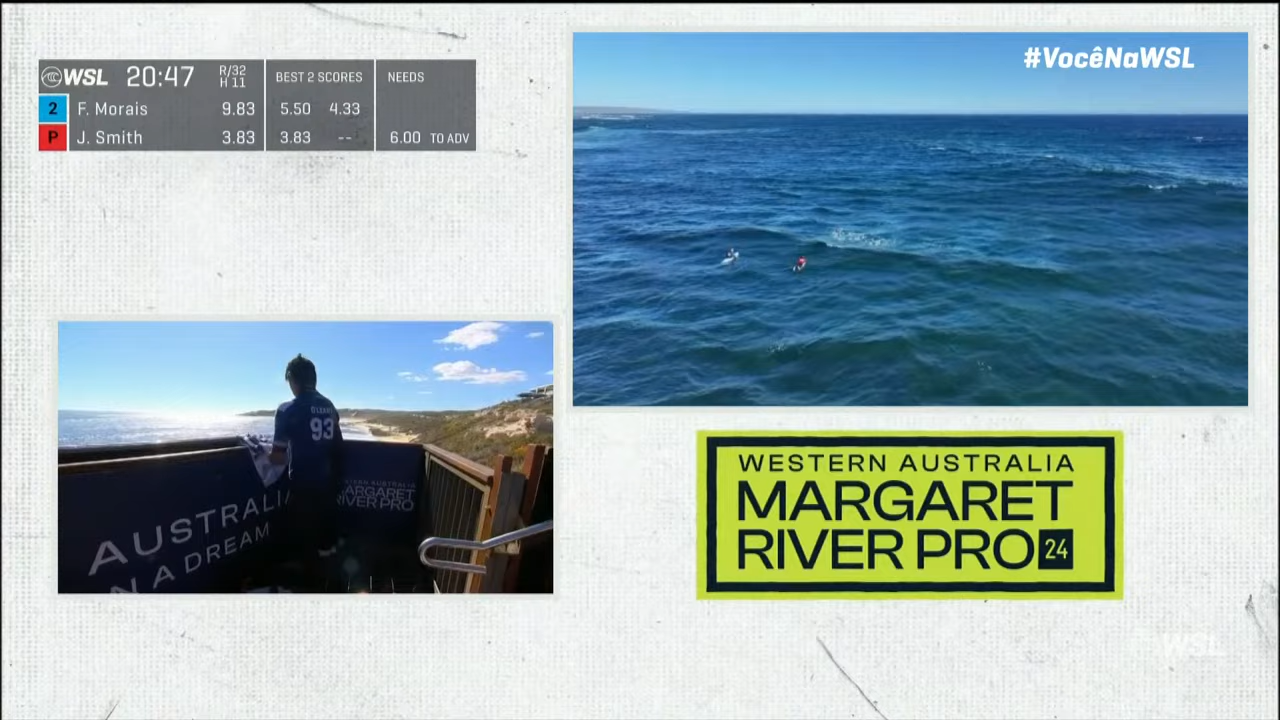 WSL 20:47 R/32 H 11 BEST 2 SCORES NEEDS
2 F. Morais 9.83 5.50 4.33
P J. Smith 3.83 3.83 -- 6.00 TO ADV
#VocêNaWSL
93
AUSTRALIA
N A DREAM
MARGARET
RIVER PRO
WESTERN AUSTRALIA
MARGARET
RIVER PRO 24
WSL